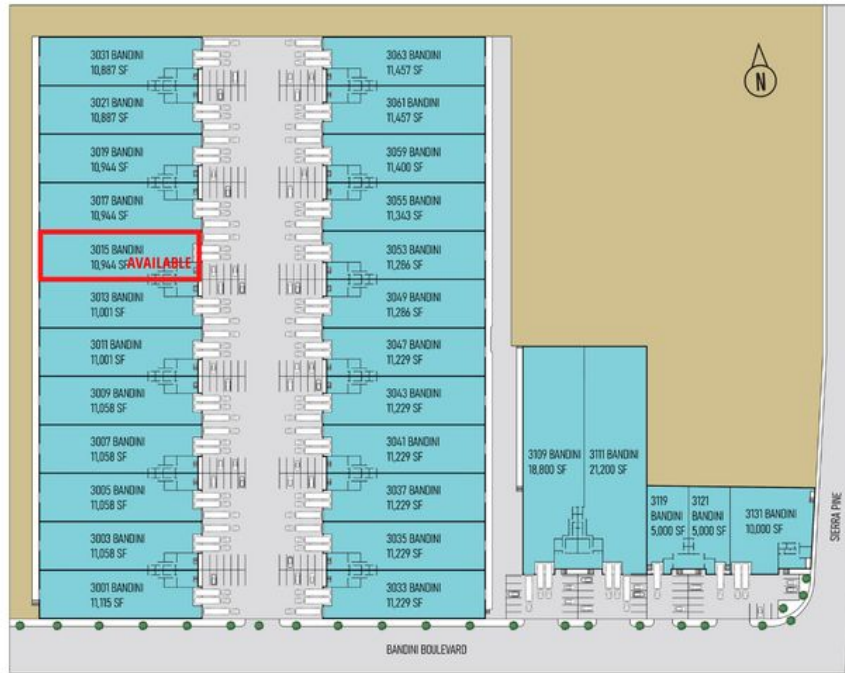 3031 BANDINI
10,887 SF
3021 BANDINI
10,887 SF
3019 BANDINI
10,944 SF
3017 BANDINI
10,944 SF
3015 BANDINI
10,944 SF
AVAILABLE
3013 BANDINI
11,001 SF
3011 BANDINI
11,001 SF
3009 BANDINI
11,058 SF
3007 BANDINI
11,058 SF
3005 BANDINI
11,058 SF
3003 BANDINI
11,058 SF
3001 BANDINI
11,115 SF
3063 BANDINI
11,457 SF
3061 BANDINI
11,457 SF
3059 BANDINI
11,400 SF
3055 BANDINI
11,343 SF
3053 BANDINI
11,286 SF
3049 BANDINI
11,286 SF
3047 BANDINI
11,229 SF
3043 BANDINI
11,229 SF
3041 BANDINI
11,229 SF
3037 BANDINI
11,229 SF
3035 BANDINI
11,229 SF
3033 BANDINI
11,229 SF
N
3109 BANDINI
18,800 SF
3111 BANDINI
21,200 SF
3119
BANDINI
5,000 SF
3121
BANDINI
5,000 SF
3131 BANDINI
10,000 SF
SIERRA PINE
BANDINI BOULEVARD